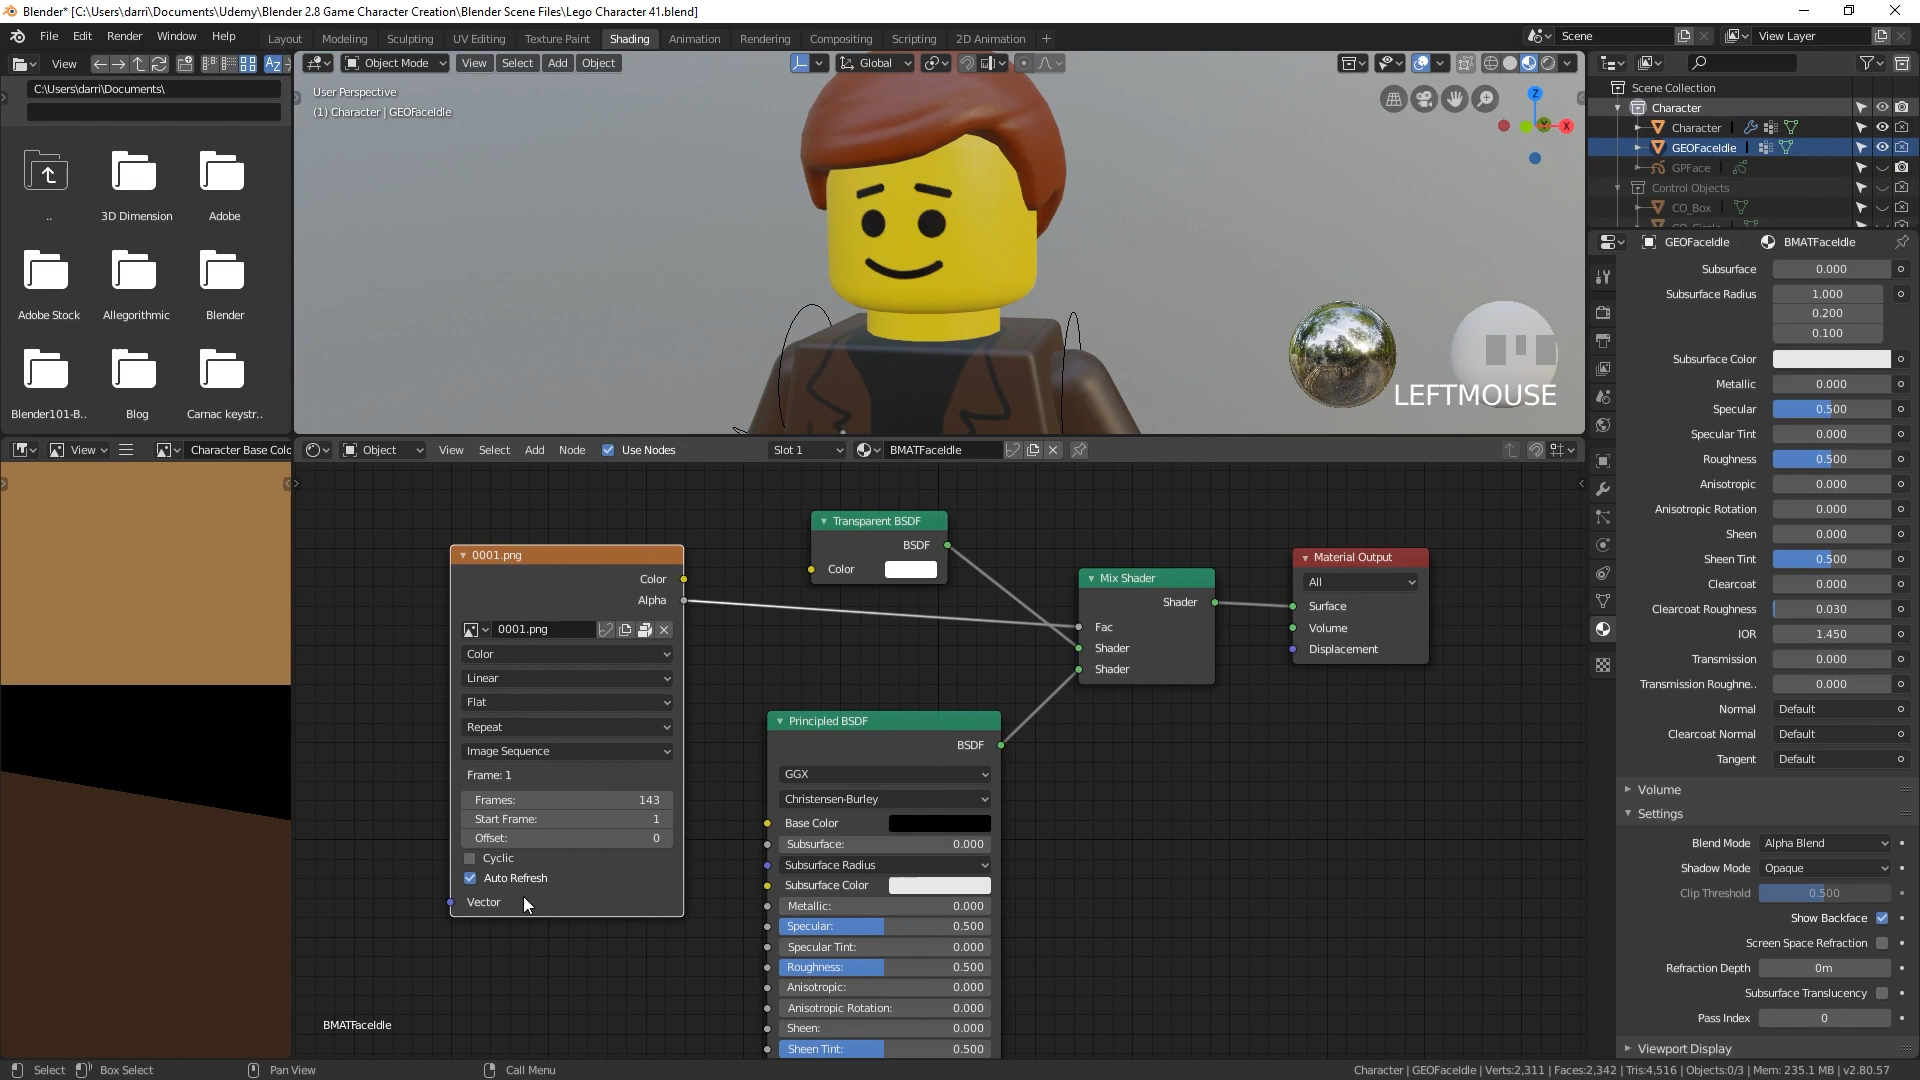 Blender* [C:\Users\darri\Documents\Udemy\Blender 2.8 Game Character Creation\Blender Scene Files\Lego Character 41.blend]
File Edit Render Window Help
Layout Modeling Sculpting UV Editing Texture Paint Shading Animation Rendering Compositing Scripting 2D Animation +
Scene View Layer
View Az
Object Mode View Select Add Object Global
C:\Users\darri\Documents\
User Perspective
(1) Character | GEOFaceIdle
Z
Y
X
.. 3D Dimension Adobe
Adobe Stock Allegorithmic Blender
Blender101-B.. Blog Carnac keystr..
LEFTMOUSE
Scene Collection
Character
Character
GEOFaceIdle
GPFace
Control Objects
CO_Box
GEOFaceIdle BMATFaceIdle
Subsurface 0.000
Subsurface Radius 1.000
0.200
0.100
Subsurface Color
Metallic 0.000
Specular 0.500
Specular Tint 0.000
Roughness 0.500
Anisotropic 0.000
Anisotropic Rotation 0.000
Sheen 0.000
Sheen Tint 0.500
Clearcoat 0.000
Clearcoat Roughness 0.030
IOR 1.450
Transmission 0.000
Transmission Roughne.. 0.000
Normal Default
Clearcoat Normal Default
Tangent Default
Volume
Settings
Blend Mode Alpha Blend
Shadow Mode Opaque
Clip Threshold 0.500
Show Backface
Screen Space Refraction
Refraction Depth 0m
Subsurface Translucency
Pass Index 0
Viewport Display
View Character Base Colo
Object View Select Add Node Use Nodes Slot 1 BMATFaceIdle
0001.png
Color
Alpha
0001.png
Color
Linear
Flat
Repeat
Image Sequence
Frame: 1
Frames: 143
Start Frame: 1
Offset: 0
Cyclic
Auto Refresh
Vector
Transparent BSDF
BSDF
Color
Principled BSDF
BSDF
GGX
Christensen-Burley
Base Color
Subsurface: 0.000
Subsurface Radius
Subsurface Color
Metallic: 0.000
Specular: 0.500
Specular Tint: 0.000
Roughness: 0.500
Anisotropic: 0.000
Anisotropic Rotation: 0.000
Sheen: 0.000
Sheen Tint: 0.500
Mix Shader
Shader
Fac
Shader
Shader
Material Output
All
Surface
Volume
Displacement
BMATFaceIdle
Select Box Select Pan View Call Menu
Character | GEOFaceIdle | Verts:2,311 | Faces:2,342 | Tris:4,516 | Objects:0/3 | Mem: 235.1 MB | v2.80.57